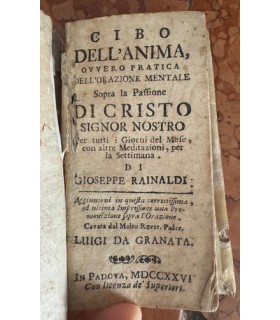 CIBO
DELL'ANIMA,
OVVERO PRATICA
DELL'ORAZIONE MENTALE
Sopra la Passione
DI CRISTO
SIGNOR NOSTRO
Per tutti i Giorni del Mese,
con altre Meditazioni, per
la Settimana.
DI
GIOSEPPE RAINALDI.
Aggiuntovi in questa correttissima,
ed ultima Impressione una Pre-
monizione sopra l'Orazione.
Cavata dal Molto Rever. Padre
LUIGI DA GRANATA.
IN PADOVA, MDCCXXVI
Con licenza de' Superiori.